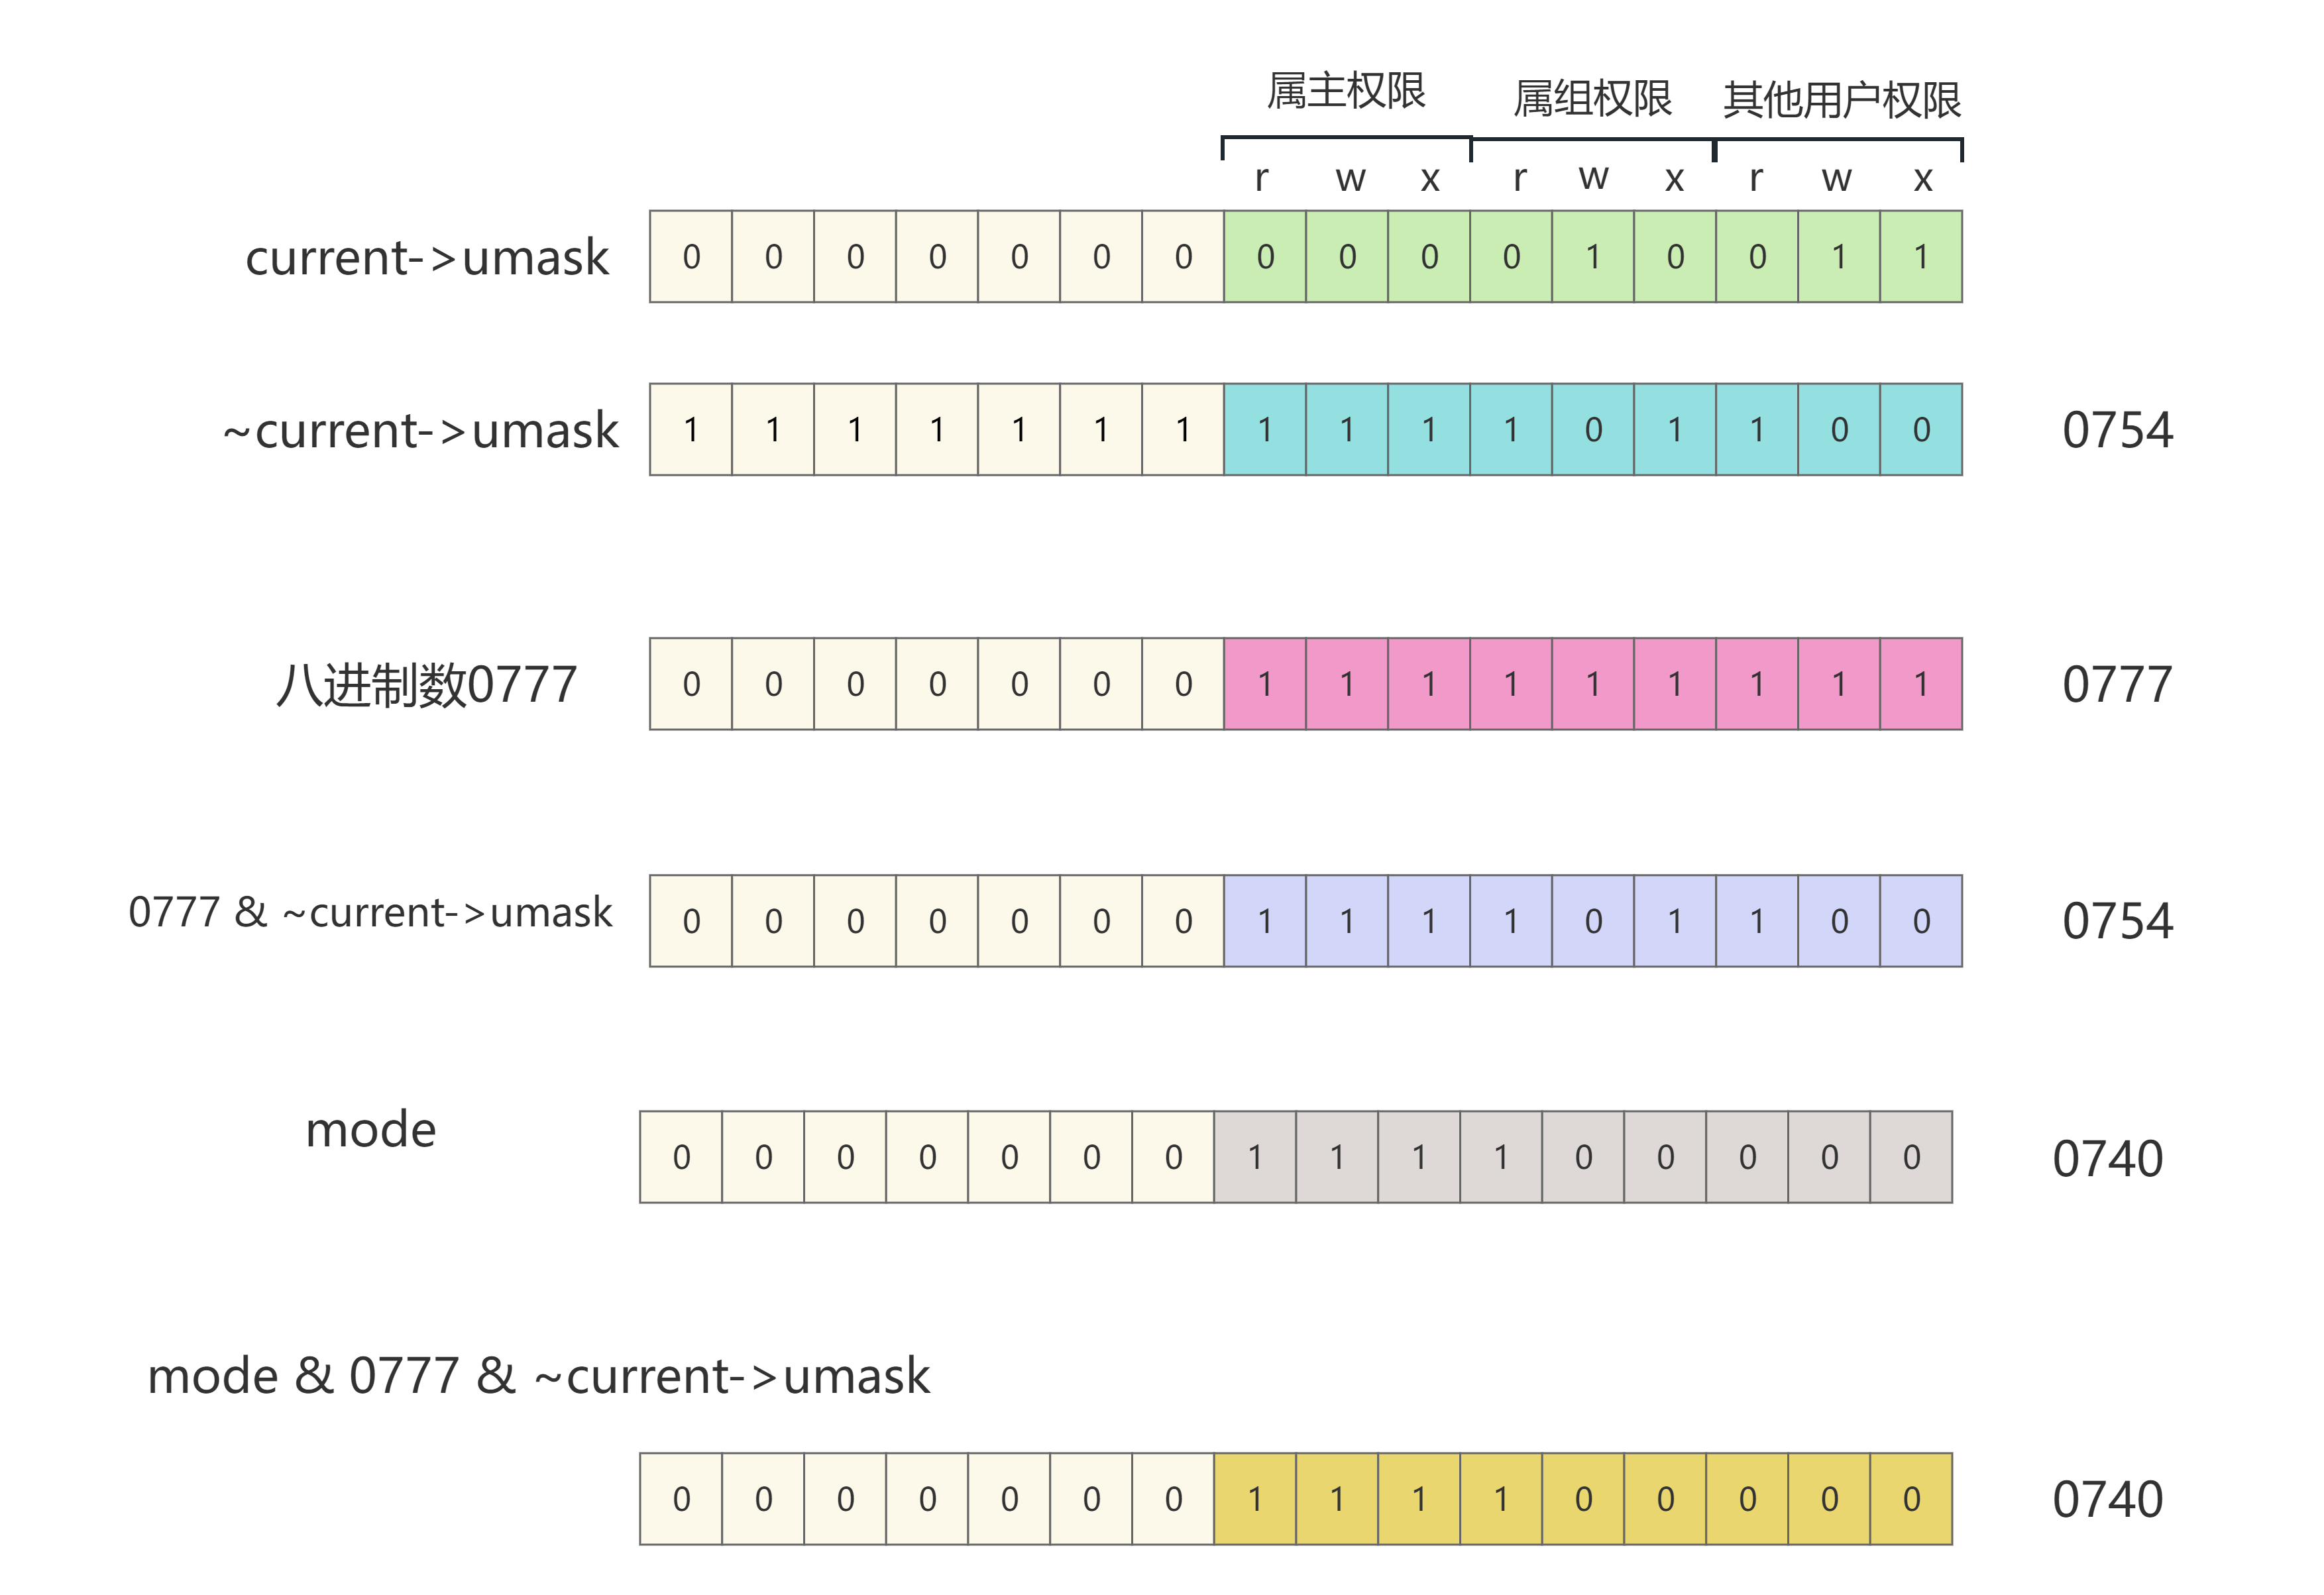 属主权限 属组权限 其他用户权限
r w x r w x r w x
current->umask 0 0 0 0 0 0 0 0 0 0 0 1 0 0 1 1
~current->umask 1 1 1 1 1 1 1 1 1 1 1 0 1 1 0 0 0754
八进制数0777 0 0 0 0 0 0 0 1 1 1 1 1 1 1 1 1 0777
0777 & ~current->umask 0 0 0 0 0 0 0 1 1 1 1 0 1 1 0 0 0754
mode 0 0 0 0 0 0 0 1 1 1 1 0 0 0 0 0 0740
mode & 0777 & ~current->umask
0 0 0 0 0 0 0 1 1 1 1 0 0 0 0 0 0740